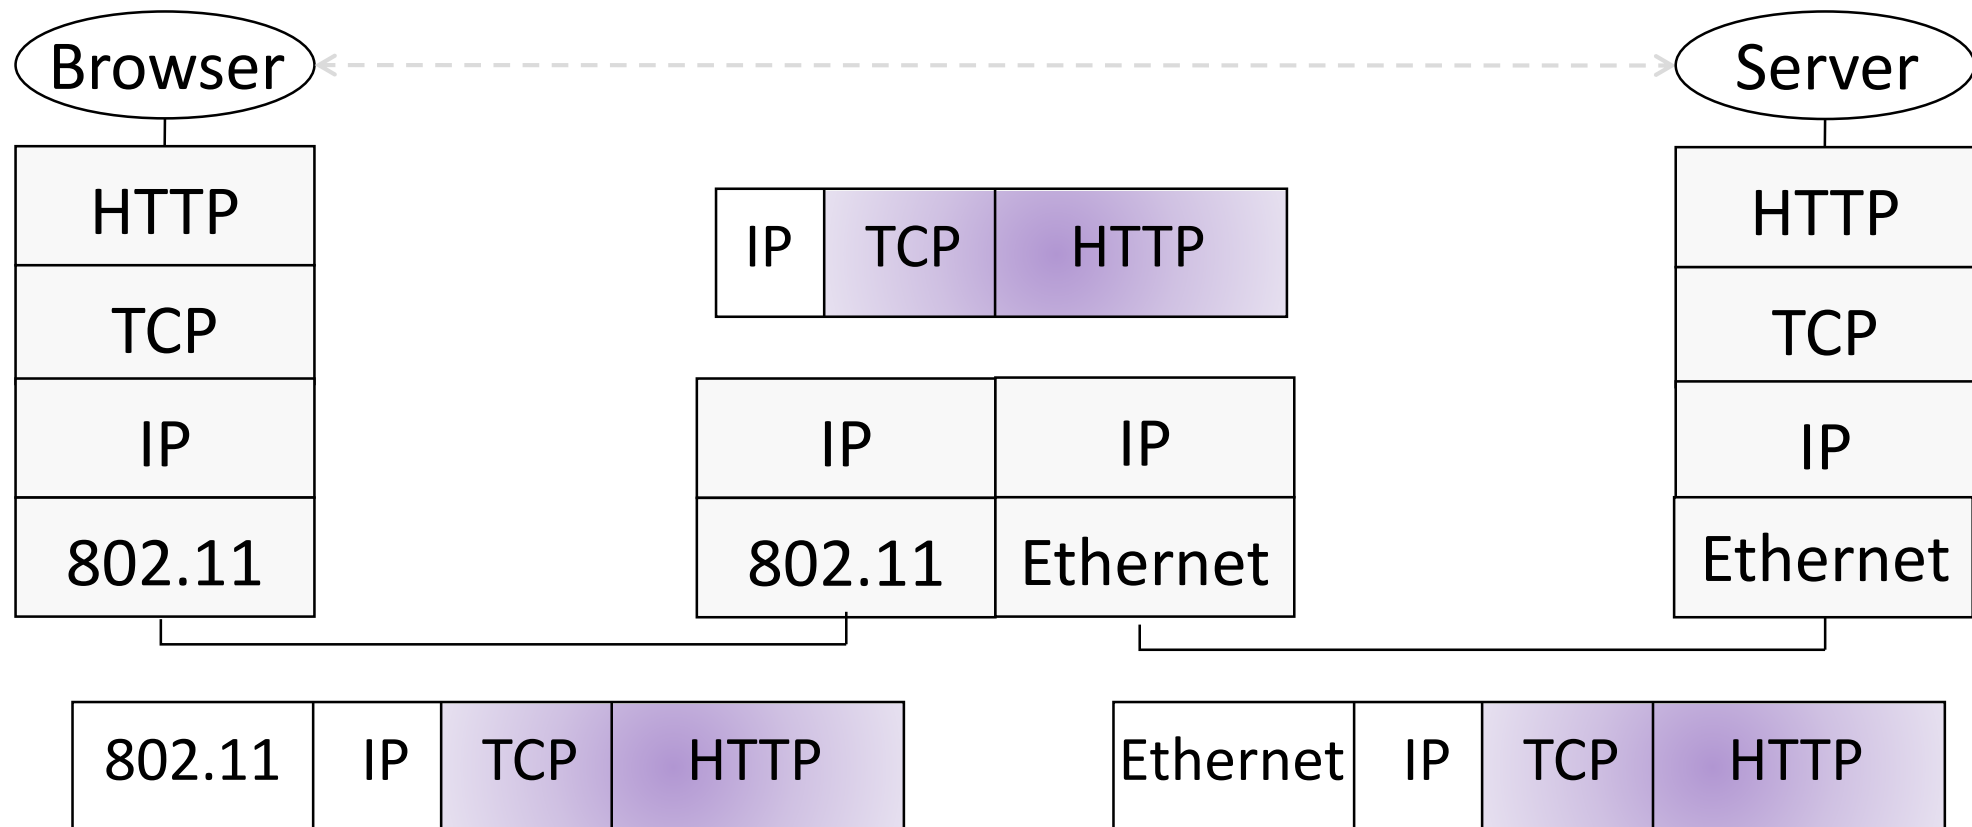 Browser
Server
HTTP
TCP
IP
802.11
IP TCP HTTP
IP IP
802.11 Ethernet
HTTP
TCP
IP
Ethernet
802.11 IP TCP HTTP
Ethernet IP TCP HTTP